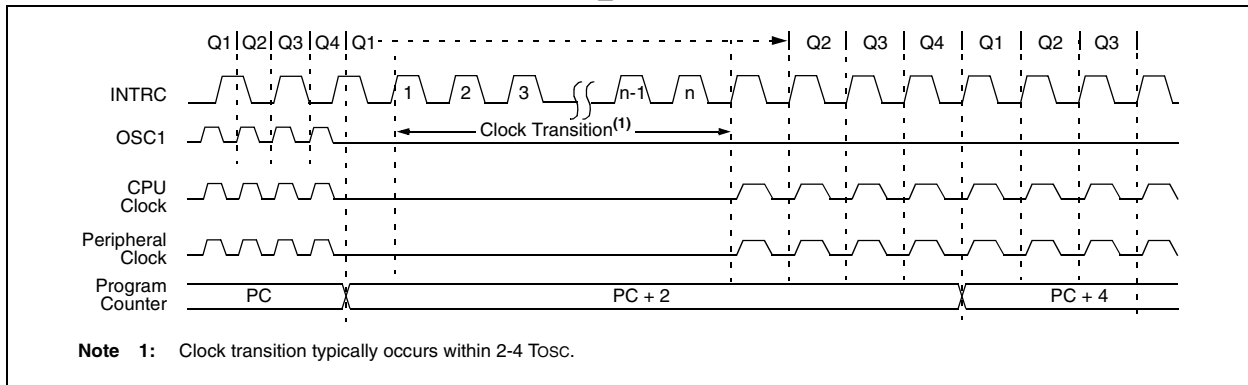 Q1 Q2 Q3 Q4 Q1 Q2 Q3 Q4 Q1 Q2 Q3
INTRC 1 2 3 n-1 n
Clock Transition(1)
OSC1
CPU
Clock
Peripheral
Clock
Program
Counter
PC PC + 2 PC + 4
Note 1: Clock transition typically occurs within 2-4 TOSC.